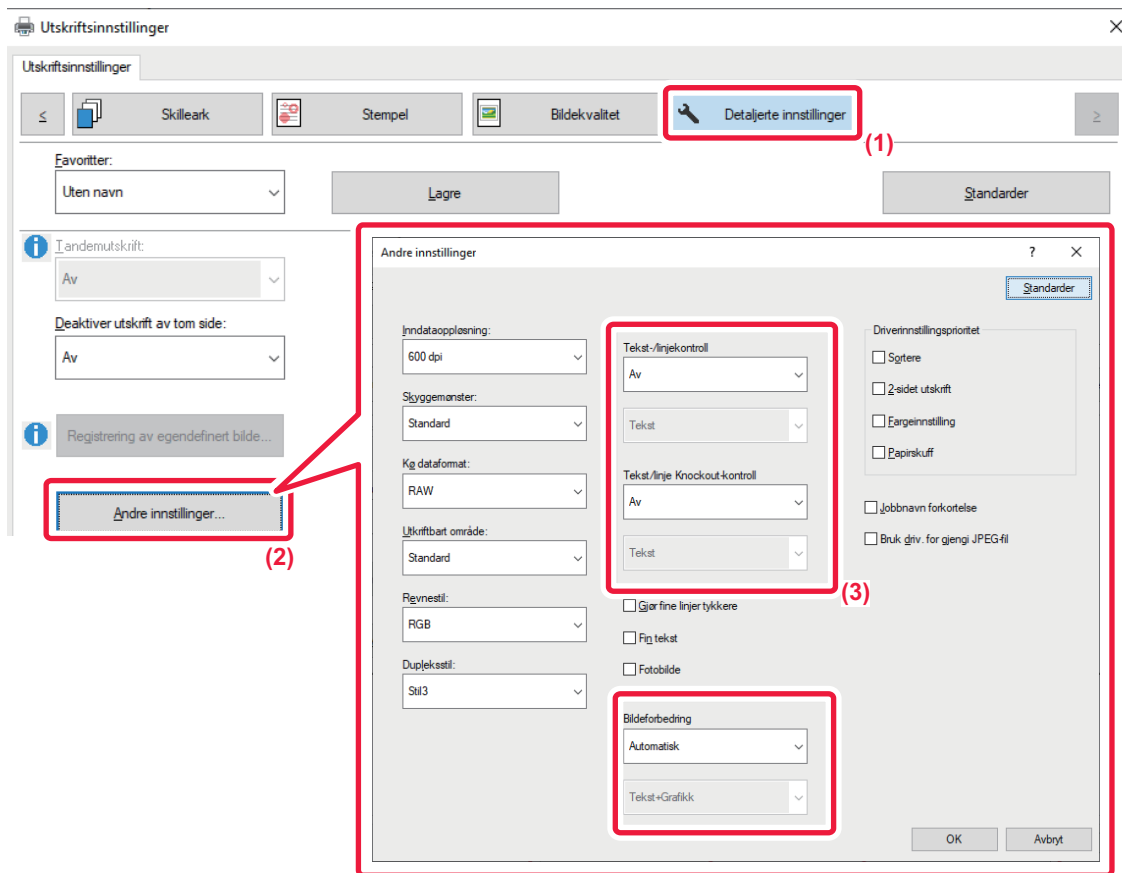 Utskriftsinnstillinger
Utskriftsinnstillinger
≤
Skilleark
Stempel
Bildekvalitet
Detaljerte innstillinger
≥
(1)
Favoritter:
Uten navn
Lagre
Standarder
Tandemutskrift:
Av
Deaktiver utskrift av tom side:
Av
Registrering av egendefinert bilde...
Andre innstillinger...
(2)
Andre innstillinger
?
Standarder
Inndataoppløsning:
600 dpi
Skyggemønster:
Standard
Kø dataformat:
RAW
Utkriftbart område:
Standard
Revnestil:
RGB
Dupleksstil:
Stil3
Tekst-/linjekontroll
Av
Tekst
Tekst/linje Knockout-kontroll
Av
Tekst
(3)
Gjør fine linjer tykkere
Fin tekst
Fotobilde
Bildeforbedring
Automatisk
Tekst+Grafikk
Driverinnstillingsprioritet
Sortere
2-sidet utskrift
Fargeinnstilling
Papirskuff
Jobbnavn forkortelse
Bruk driv. for gjengi JPEG-fil
OK
Avbryt